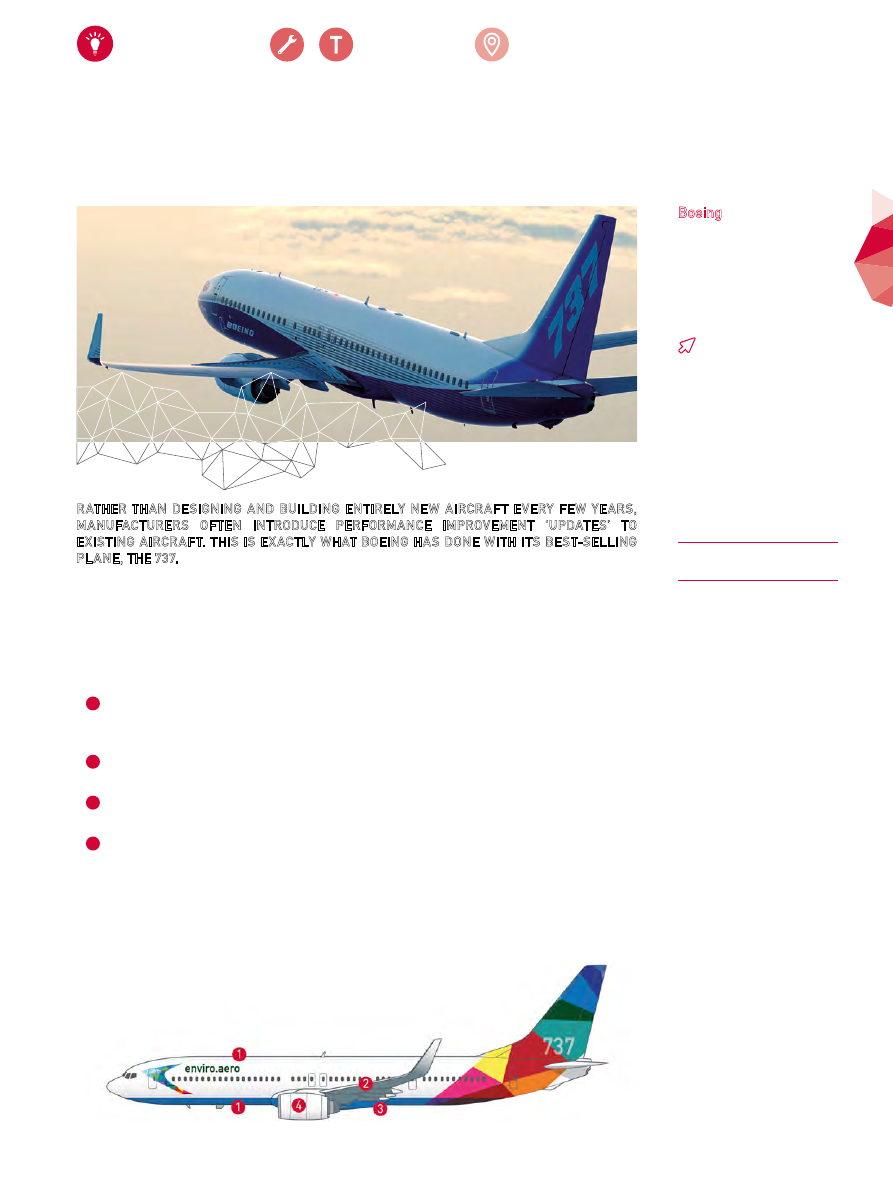 T
Boeing
BOEING
737
RATHER THAN DESIGNING AND BUILDING ENTIRELY NEW AIRCRAFT EVERY FEW YEARS,
MANUFACTURERS OFTEN INTRODUCE PERFORMANCE IMPROVEMENT ‘UPDATES’ TO
EXISTING AIRCRAFT. THIS IS EXACTLY WHAT BOEING HAS DONE WITH ITS BEST-SELLING
PLANE, THE 737.
737
1
enviro.aero
2
1
4
3